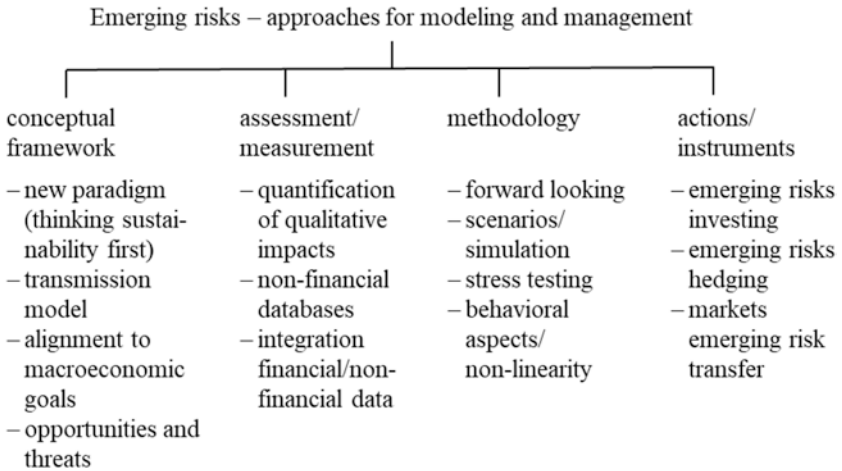 Emerging risks – approaches for modeling and management
conceptual
framework
– new paradigm
(thinking sustai-
nability first)
– transmission
model
– alignment to
macroeconomic
goals
– opportunities and
threats
assessment/
measurement
– quantification
of qualitative
impacts
– non-financial
databases
– integration
financial/non-
financial data
methodology
– forward looking
– scenarios/
simulation
– stress testing
– behavioral
aspects/
non-linearity
actions/
instruments
– emerging risks
investing
– emerging risks
hedging
– markets
emerging risk
transfer